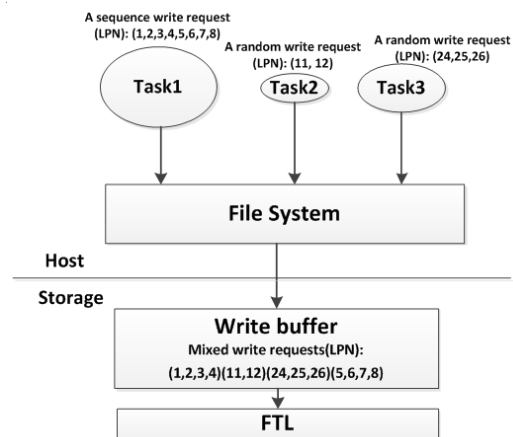 A sequence write request
(LPN): (1,2,3,4,5,6,7,8)
Task1
A random write request
(LPN): (11, 12)
Task2
A random write request
(LPN): (24,25,26)
Task3
File System
Host
Storage
Write buffer
Mixed write requests(LPN):
(1,2,3,4)(11,12)(24,25,26)(5,6,7,8)
FTL